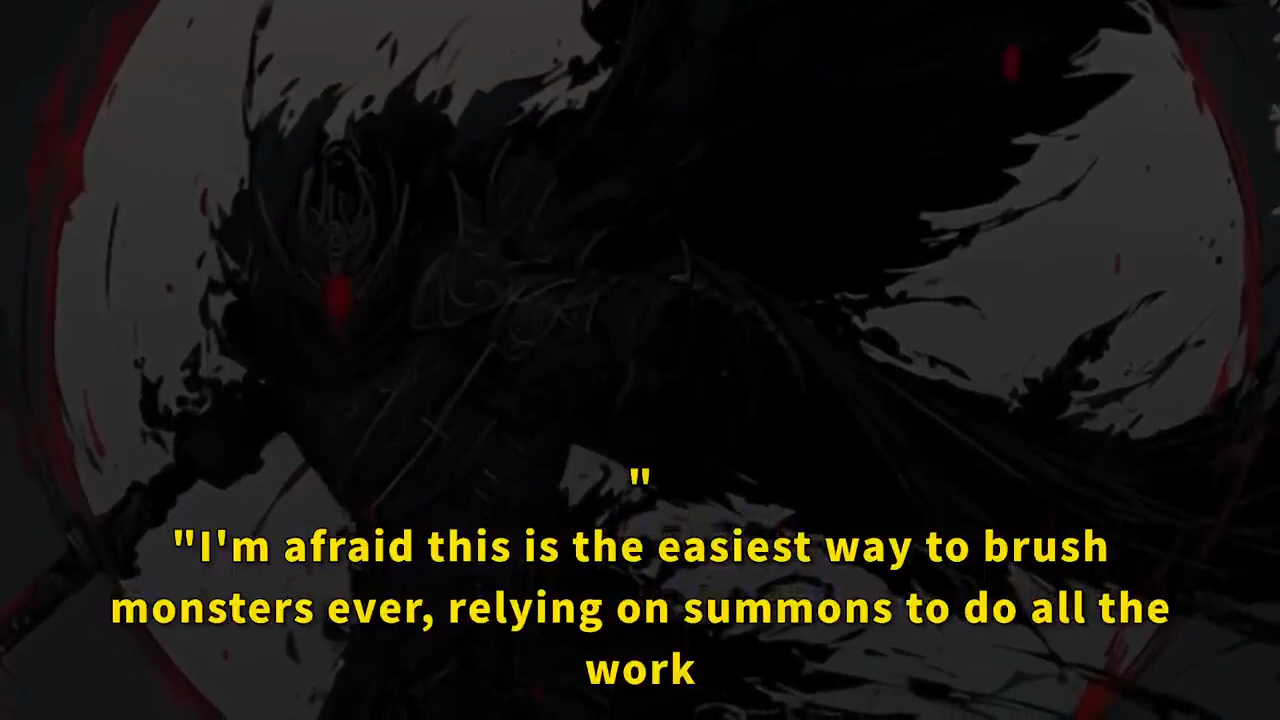 "
"I'm afraid this is the easiest way to brush
monsters ever, relying on summons to do all the
work